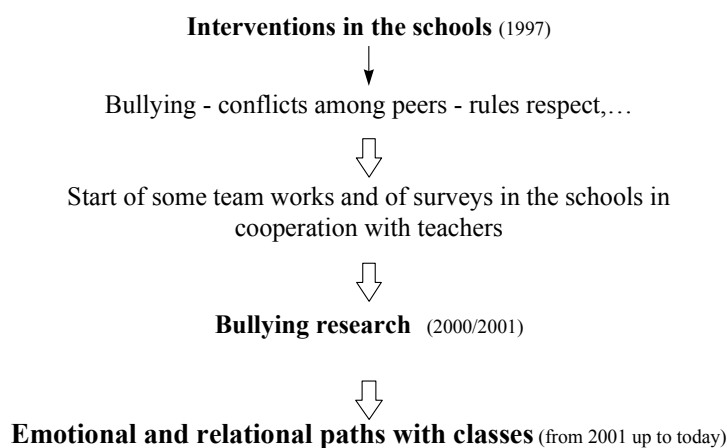 Interventions in the schools (1997)
Bullying - conflicts among peers - rules respect,…
Start of some team works and of surveys in the schools in
cooperation with teachers
Bullying research (2000/2001)
Emotional and relational paths with classes (from 2001 up to today)